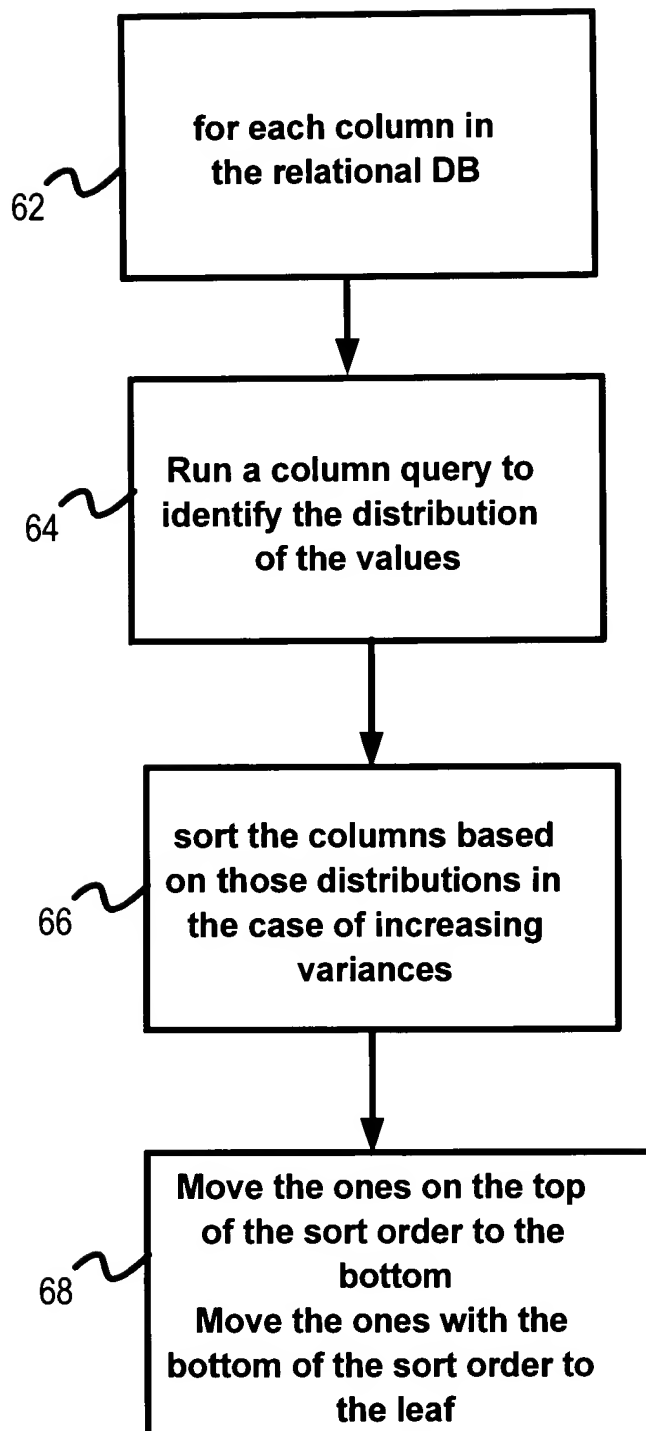 for each column in
the relational DB
62
Run a column query to
identify the distribution
of the values
64
sort the columns based
on those distributions in
the case of increasing
variances
66
Move the ones on the top
of the sort order to the
bottom
Move the ones with the
bottom of the sort order to
the leaf
68